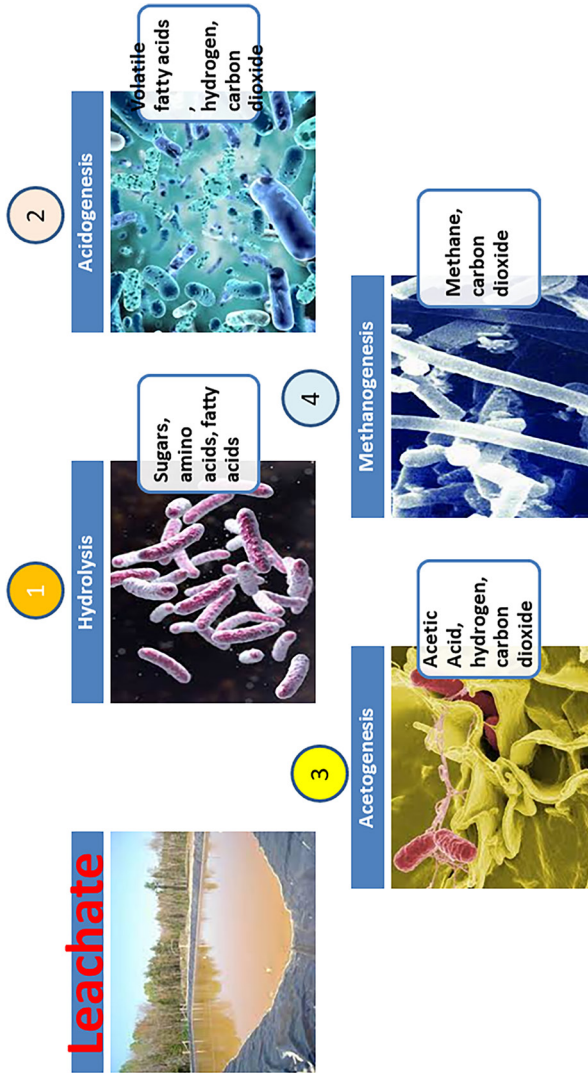 Leachate
1
Hydrolysis
Sugars,
amino
acids, fatty
acids
2
Acidogenesis
Volatile
fatty acids
,
hydrogen,
carbon
dioxide
3
Acetogenesis
Acetic
Acid,
hydrogen,
carbon
dioxide
4
Methanogenesis
Methane,
carbon
dioxide